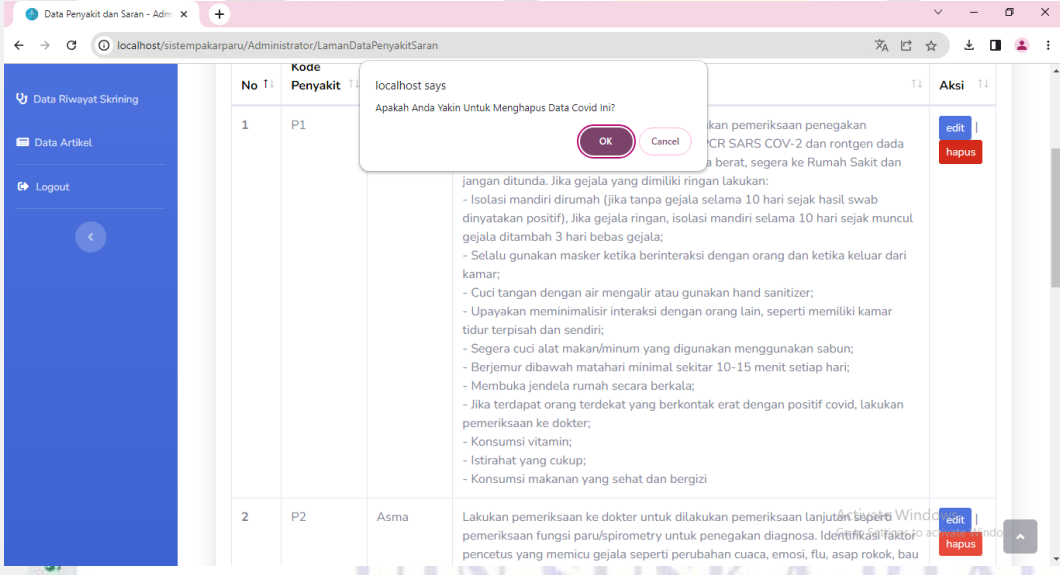 Data Penyakit dan Saran - Admi
localhost/sistempakarparu/Administrator/LamanDataPenyakitSaran
Data Riwayat Skrining
Data Artikel
Logout
localhost says
Apakah Anda Yakin Untuk Menghapus Data Covid Ini?
OK
Cancel
No
Kode
Penyakit
Aksi
1
P1
kan pemeriksaan penegakan
PCR SARS COV-2 dan rontgen dada
a berat, segera ke Rumah Sakit dan
jangan ditunda. Jika gejala yang dimiliki ringan lakukan:
- Isolasi mandiri dirumah (jika tanpa gejala selama 10 hari sejak hasil swab
dinyatakan positif), Jika gejala ringan, isolasi mandiri selama 10 hari sejak muncul
gejala ditambah 3 hari bebas gejala;
- Selalu gunakan masker ketika berinteraksi dengan orang dan ketika keluar dari
kamar;
- Cuci tangan dengan air mengalir atau gunakan hand sanitizer;
- Upayakan meminimalisir interaksi dengan orang lain, seperti memiliki kamar
tidur terpisah dan sendiri;
- Segera cuci alat makan/minum yang digunakan menggunakan sabun;
- Berjemur dibawah matahari minimal sekitar 10-15 menit setiap hari;
- Membuka jendela rumah secara berkala;
- Jika terdapat orang terdekat yang berkontak erat dengan positif covid, lakukan
pemeriksaan ke dokter;
- Konsumsi vitamin;
- Istirahat yang cukup;
- Konsumsi makanan yang sehat dan bergizi
edit |
hapus
2
P2
Asma
Lakukan pemeriksaan ke dokter untuk dilakukan pemeriksaan lanjutan seperti
pemeriksaan fungsi paru/spirometry untuk penegakan diagnosa. Identifikasi faktor
pencetus yang memicu gejala seperti perubahan cuaca, emosi, flu, asap rokok, bau
edit |
hapus
Activate Windows
Go to Settings to activate Windo